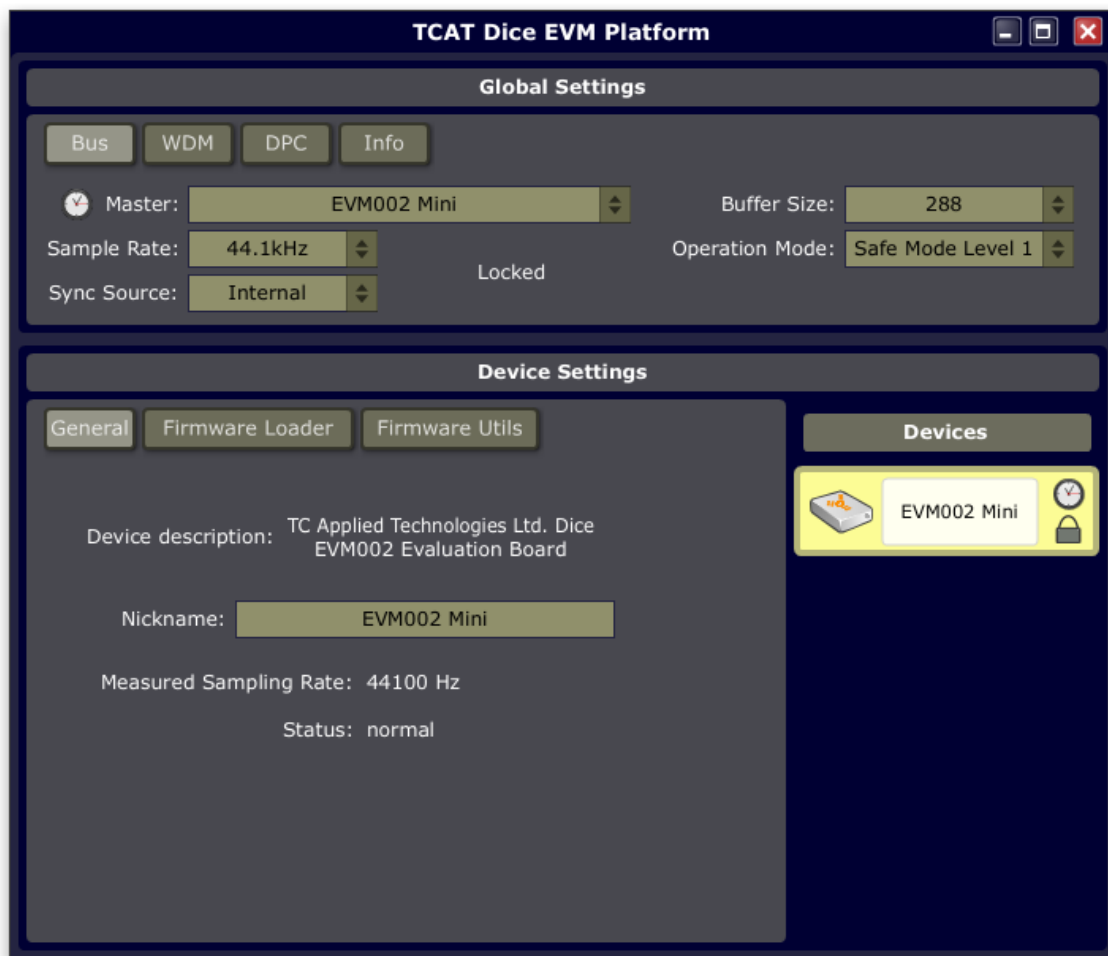 TCAT Dice EVM Platform
Global Settings
Bus WDM DPC Info
Master: EVM002 Mini Buffer Size: 288
Sample Rate: 44.1kHz Operation Mode: Safe Mode Level 1
Locked
Sync Source: Internal
Device Settings
General Firmware Loader Firmware Utils
Devices
EVM002 Mini
Device description: TC Applied Technologies Ltd. Dice
EVM002 Evaluation Board
Nickname: EVM002 Mini
Measured Sampling Rate: 44100 Hz
Status: normal